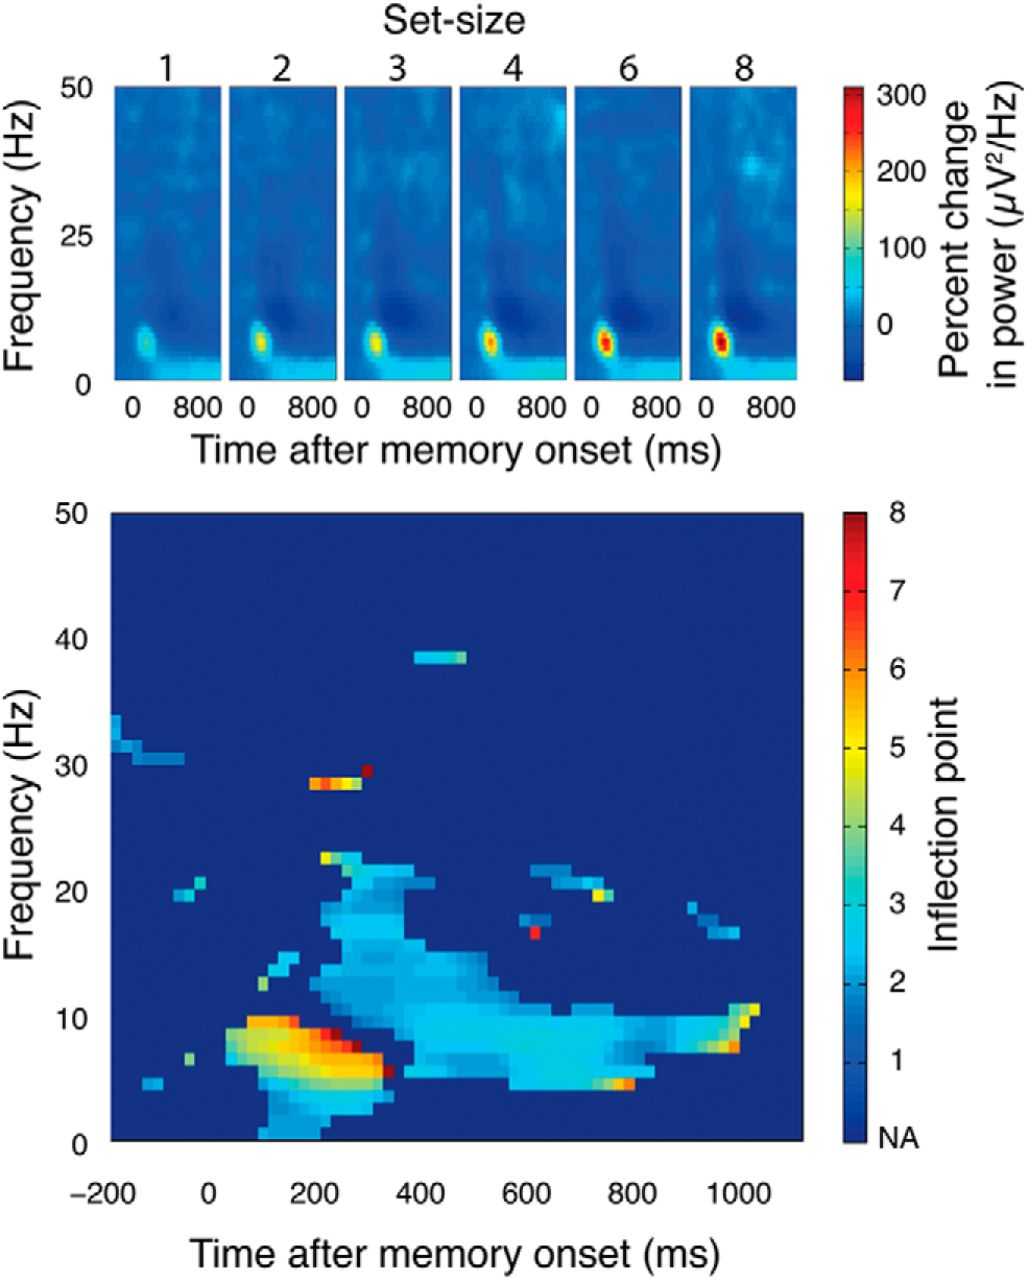 Set-size
1 2 3 4 6 8
50
25
0
Frequency (Hz)
300
200
100
0
Percent change
in power (μV²/Hz)
0 800 0 800 0 800 0 800 0 800 0 800
Time after memory onset (ms)
50
40
30
20
10
0
Frequency (Hz)
8
7
6
5
4
3
2
1
NA
Inflection point
−200 0 200 400 600 800 1000
Time after memory onset (ms)